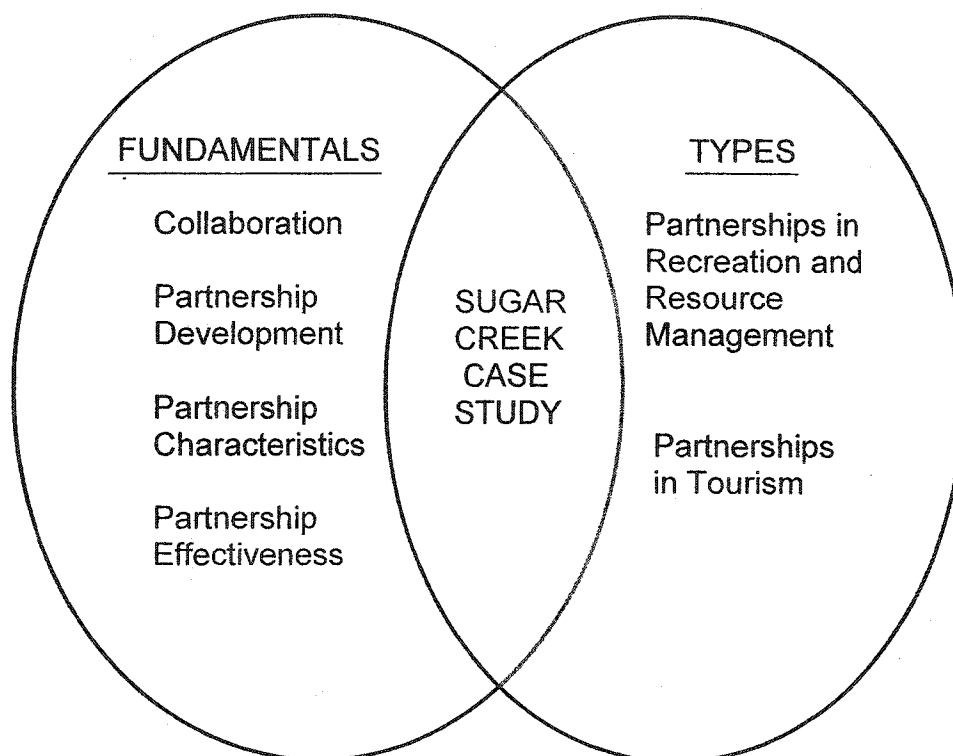 FUNDAMENTALS
Collaboration
Partnership
Development
Partnership
Characteristics
Partnership
Effectiveness
SUGAR
CREEK
CASE
STUDY
TYPES
Partnerships in
Recreation and
Resource
Management
Partnerships
in Tourism